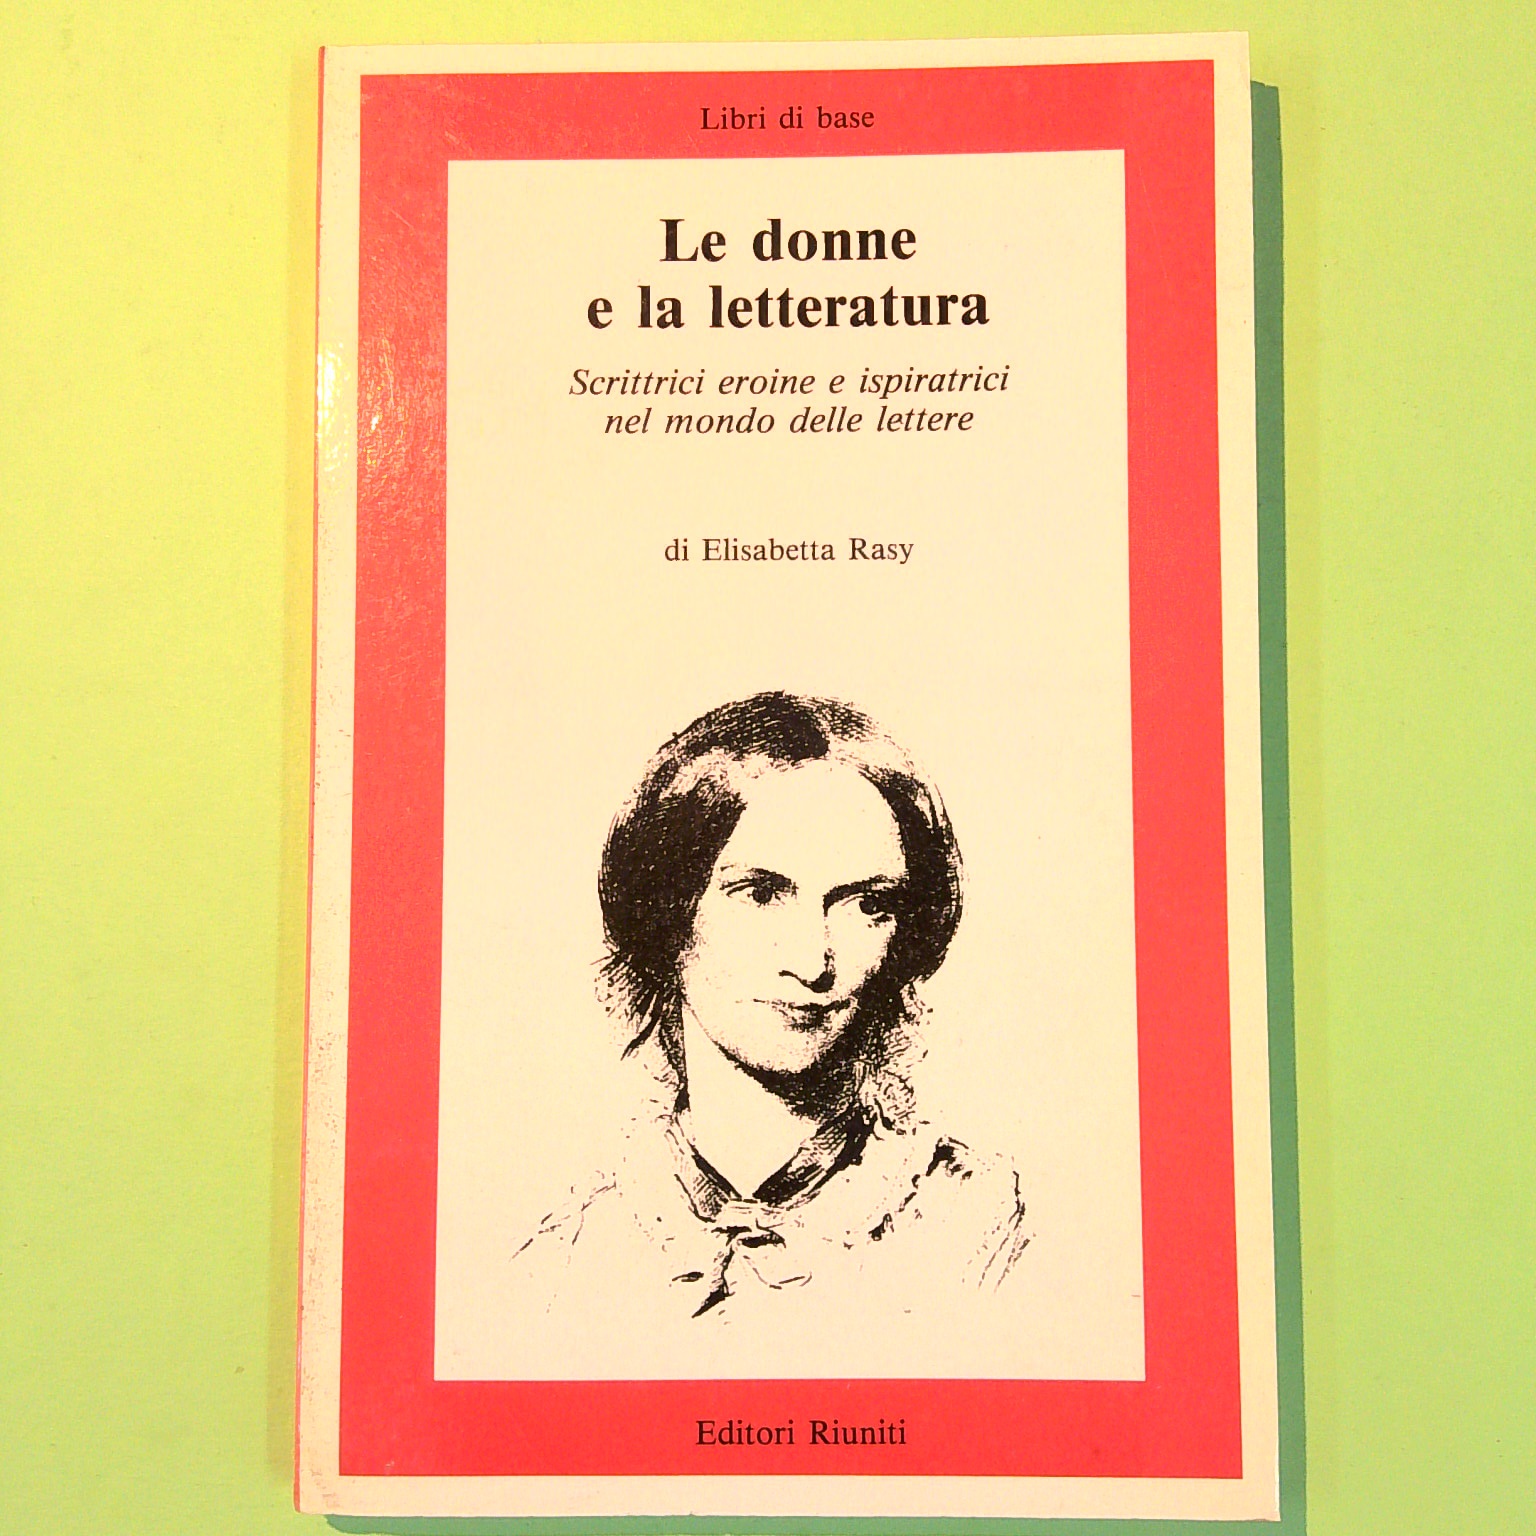 Libri di base
Le donne
e la letteratura
Scrittrici eroine e ispiratrici
nel mondo delle lettere
di Elisabetta Rasy
Editori Riuniti